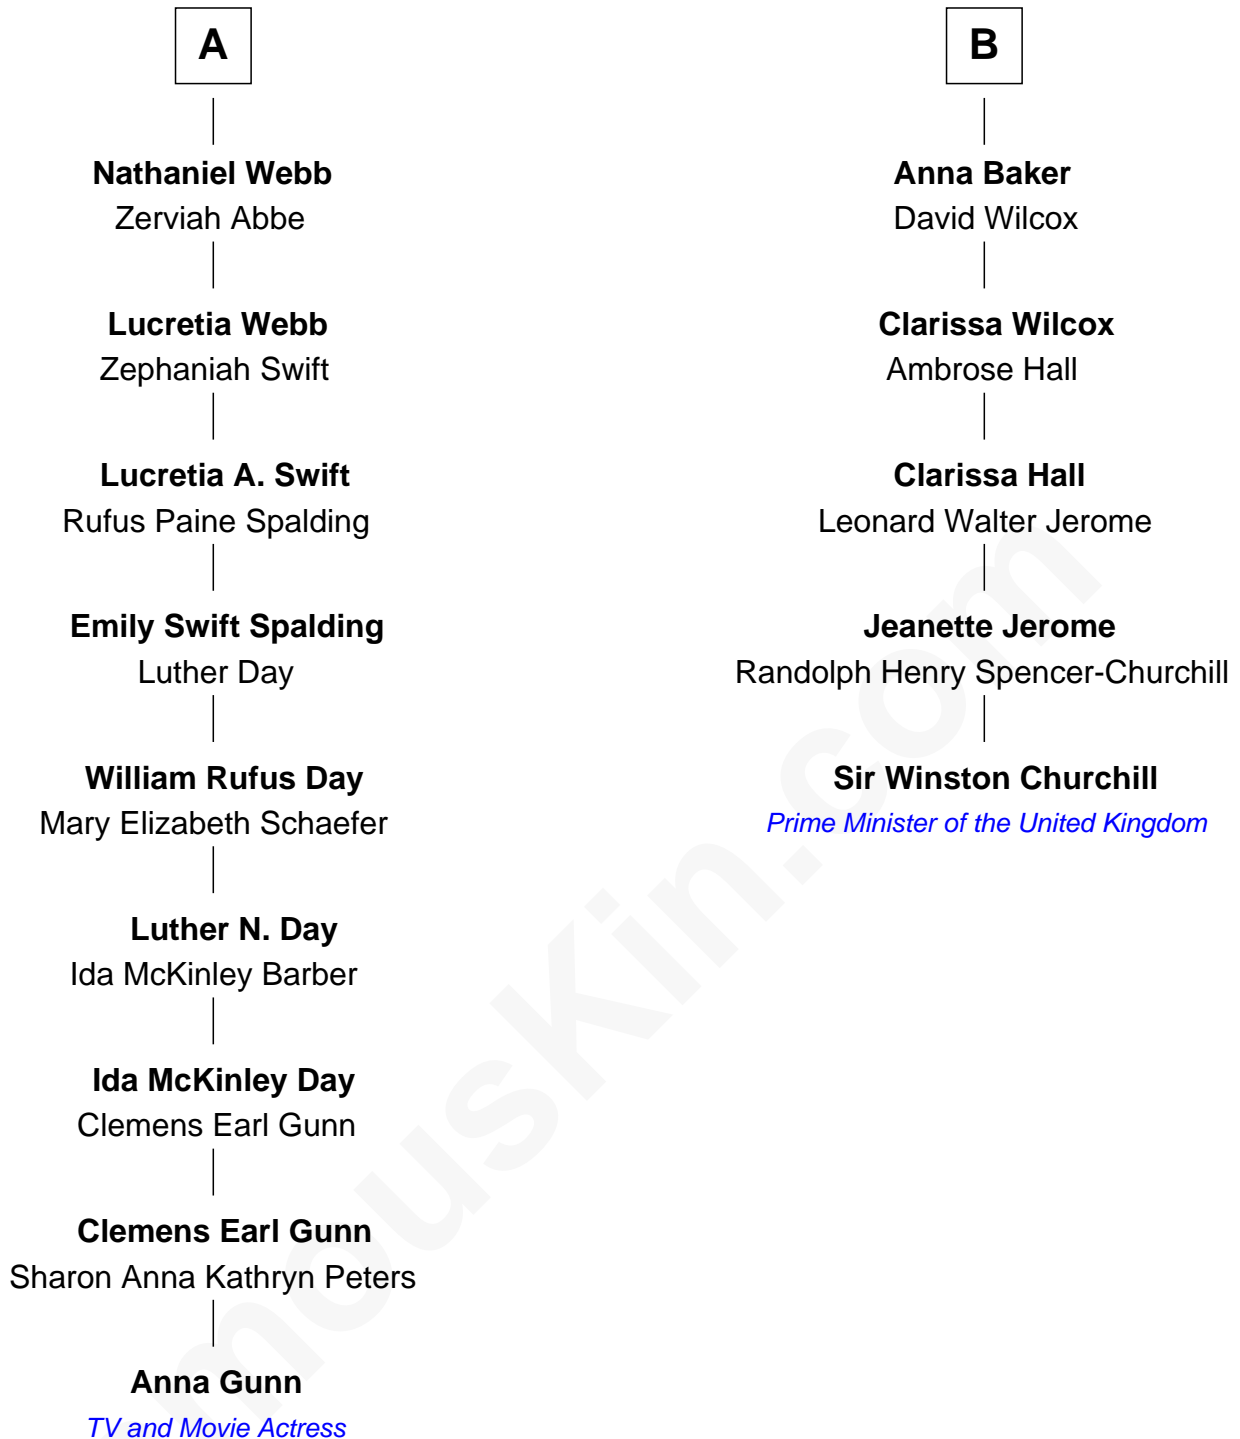 A
Nathaniel Webb
Zerviah Abbe
Lucretia Webb
Zephaniah Swift
Lucretia A. Swift
Rufus Paine Spalding
Emily Swift Spalding
Luther Day
William Rufus Day
Mary Elizabeth Schaefer
Luther N. Day
Ida McKinley Barber
Ida McKinley Day
Clemens Earl Gunn
Clemens Earl Gunn
Sharon Anna Kathryn Peters
Anna Gunn
TV and Movie Actress
B
Anna Baker
David Wilcox
Clarissa Wilcox
Ambrose Hall
Clarissa Hall
Leonard Walter Jerome
Jeanette Jerome
Randolph Henry Spencer-Churchill
Sir Winston Churchill
Prime Minister of the United Kingdom
mousKin.com